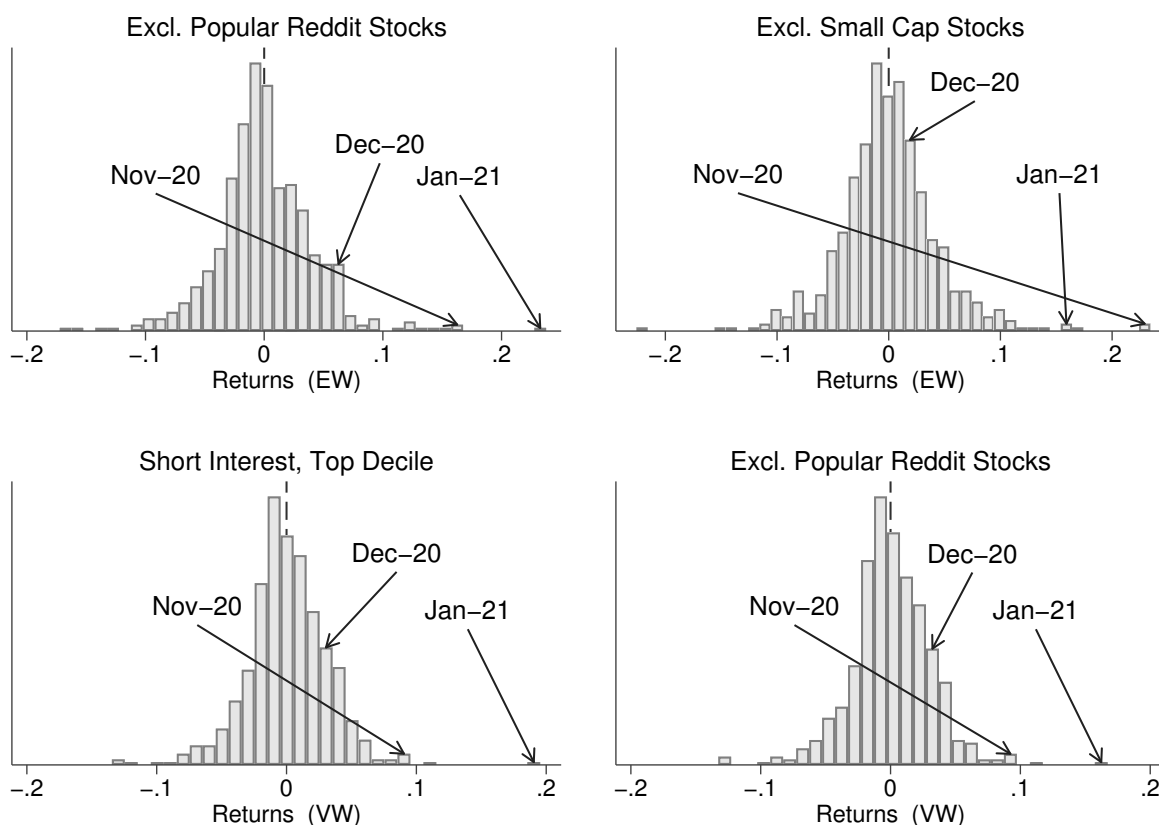 Excl. Popular Reddit Stocks
Nov−20
Dec−20
Jan−21
−.2 −.1 0 .1 .2
Returns (EW)
Excl. Small Cap Stocks
Nov−20
Dec−20
Jan−21
−.2 −.1 0 .1 .2
Returns (EW)
Short Interest, Top Decile
Nov−20
Dec−20
Jan−21
−.2 −.1 0 .1 .2
Returns (VW)
Excl. Popular Reddit Stocks
Nov−20
Dec−20
Jan−21
−.2 −.1 0 .1 .2
Returns (VW)